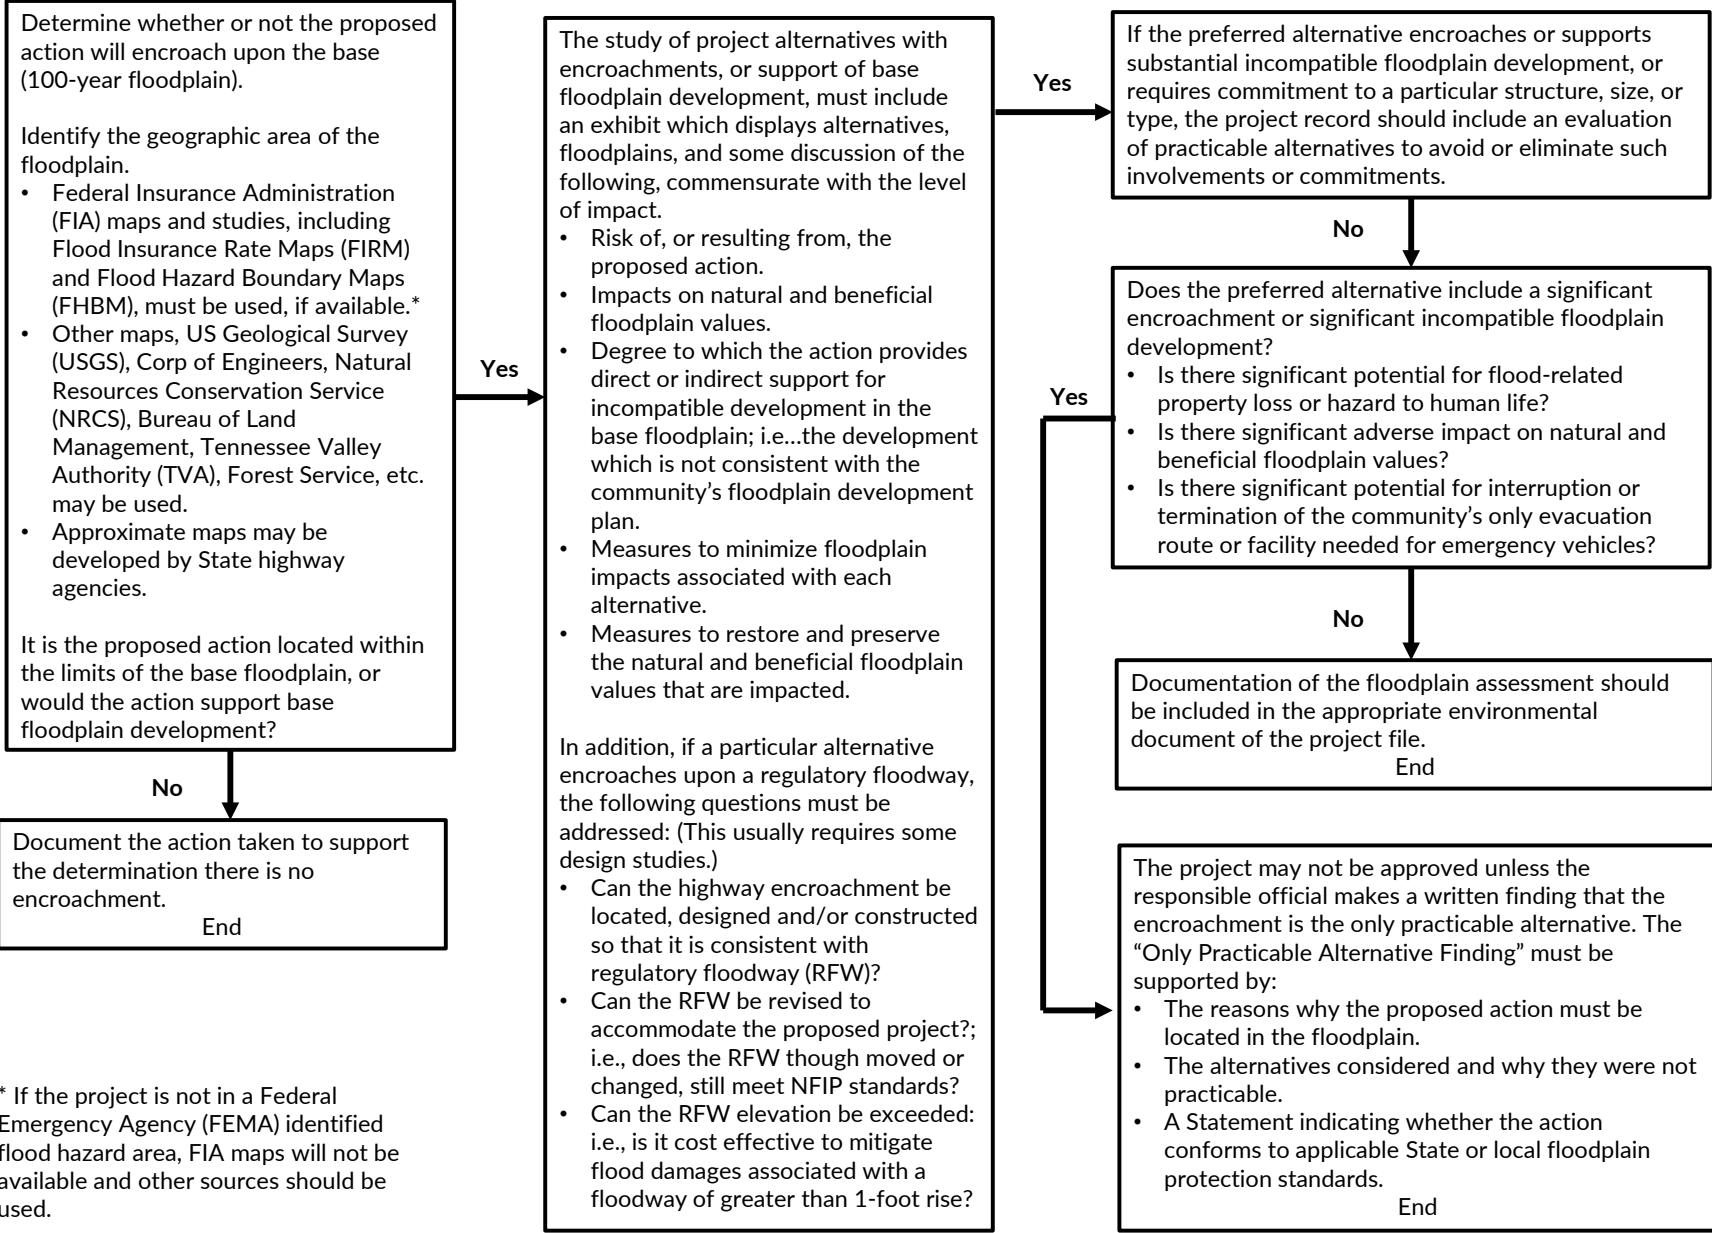 Determine whether or not the proposed
action will encroach upon the base
(100-year floodplain).
Identify the geographic area of the
floodplain.
• Federal Insurance Administration
(FIA) maps and studies, including
Flood Insurance Rate Maps (FIRM)
and Flood Hazard Boundary Maps
(FHBM), must be used, if available.*
• Other maps, US Geological Survey
(USGS), Corp of Engineers, Natural
Resources Conservation Service
(NRCS), Bureau of Land
Management, Tennessee Valley
Authority (TVA), Forest Service, etc.
may be used.
• Approximate maps may be
developed by State highway
agencies.
It is the proposed action located within
the limits of the base floodplain, or
would the action support base
floodplain development?
No
Document the action taken to support
the determination there is no
encroachment.
End
* If the project is not in a Federal
Emergency Agency (FEMA) identified
flood hazard area, FIA maps will not be
available and other sources should be
used.
Yes
The study of project alternatives with
encroachments, or support of base
floodplain development, must include
an exhibit which displays alternatives,
floodplains, and some discussion of the
following, commensurate with the level
of impact.
• Risk of, or resulting from, the
proposed action.
• Impacts on natural and beneficial
floodplain values.
• Degree to which the action provides
direct or indirect support for
incompatible development in the
base floodplain; i.e...the development
which is not consistent with the
community’s floodplain development
plan.
• Measures to minimize floodplain
impacts associated with each
alternative.
• Measures to restore and preserve
the natural and beneficial floodplain
values that are impacted.
In addition, if a particular alternative
encroaches upon a regulatory floodway,
the following questions must be
addressed: (This usually requires some
design studies.)
• Can the highway encroachment be
located, designed and/or constructed
so that it is consistent with
regulatory floodway (RFW)?
• Can the RFW be revised to
accommodate the proposed project?;
i.e., does the RFW though moved or
changed, still meet NFIP standards?
• Can the RFW elevation be exceeded:
i.e., is it cost effective to mitigate
flood damages associated with a
floodway of greater than 1-foot rise?
Yes
If the preferred alternative encroaches or supports
substantial incompatible floodplain development, or
requires commitment to a particular structure, size, or
type, the project record should include an evaluation
of practicable alternatives to avoid or eliminate such
involvements or commitments.
No
Does the preferred alternative include a significant
encroachment or significant incompatible floodplain
development?
• Is there significant potential for flood-related
property loss or hazard to human life?
• Is there significant adverse impact on natural and
beneficial floodplain values?
• Is there significant potential for interruption or
termination of the community’s only evacuation
route or facility needed for emergency vehicles?
Yes
No
Documentation of the floodplain assessment should
be included in the appropriate environmental
document of the project file.
End
The project may not be approved unless the
responsible official makes a written finding that the
encroachment is the only practicable alternative. The
“Only Practicable Alternative Finding” must be
supported by:
• The reasons why the proposed action must be
located in the floodplain.
• The alternatives considered and why they were not
practicable.
• A Statement indicating whether the action
conforms to applicable State or local floodplain
protection standards.
End